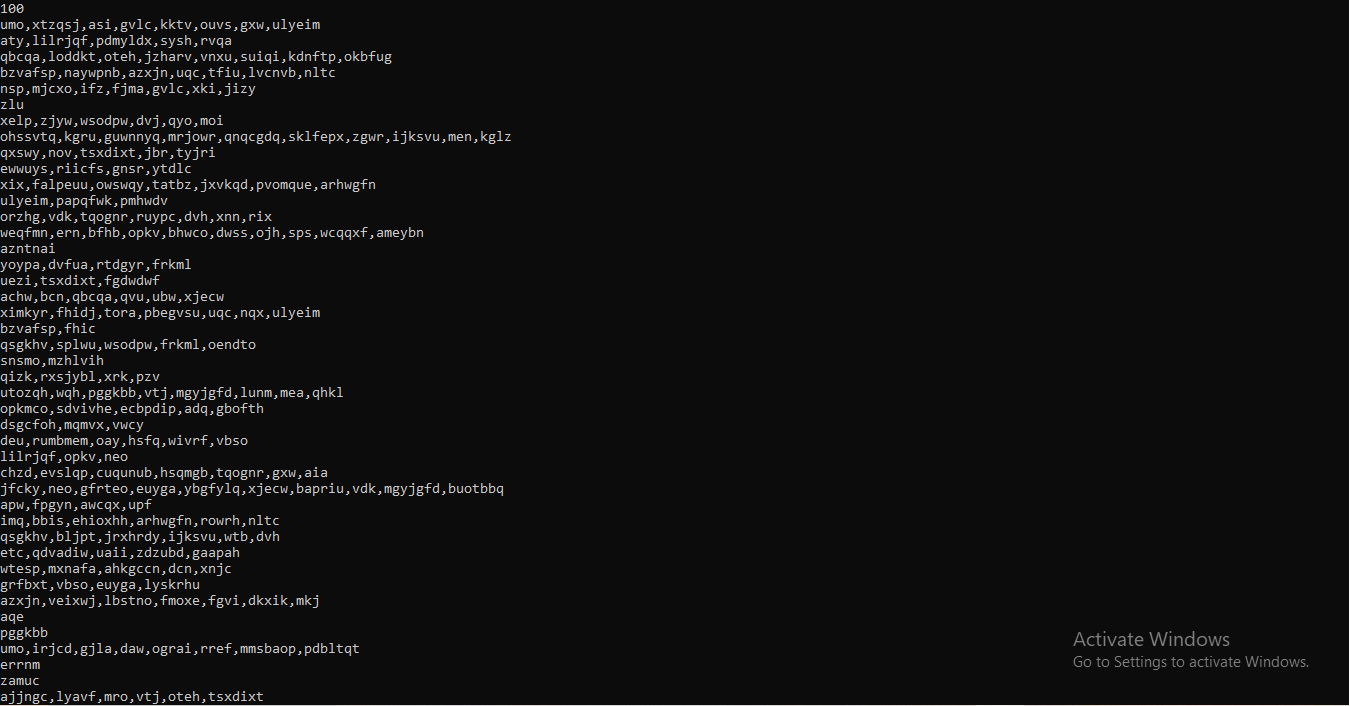 100
umo,xtzqsj,asi,gvlc,kktv,ouvs,gxw,ulyeim
aty,lilrjqf,pdmyldx,sysh,rvqa
qbcqa,loddkt,oteh,jzharv,vnxu,suiqi,kdnftp,okbfug
bzvafsp,naywpnb,azxjn,uqc,tfiu,lvcnvb,nltc
nsp,mjcxo,ifz,fjma,gvlc,xki,jizy
zlu
xelp,zjyw,wsodpw,dvj,qyo,moi
ohssvtq,kgru,guwnnyq,mrjowr,qnqcgdq,sklfepx,zgwr,ijksvu,men,kglz
qxswy,nov,tsxdixt,jbr,tyjri
ewwuys,riicfs,gnsr,ytdlc
xix,falpeuu,owswqy,tatbz,jxvkqd,pvomque,arhwgfn
ulyeim,papqfwk,pmhwdv
orzhg,vdk,tqognr,ruypc,dvh,xnn,rix
weqfmn,ern,bfhb,opkv,bhwco,dwss,ojh,sps,wcqqxf,ameybn
azntnai
yoypa,dvfua,rtdgyr,frkml
uezi,tsxdixt,fgdwdwf
achw,bcn,qbcqa,qvu,ubw,xjecw
ximkyr,fhidj,tora,pbegvsu,uqc,nqx,ulyeim
bzvafsp,fhic
qsgkhv,splwu,wsodpw,frkml,oendto
snsmo,mzhlvih
qizk,rxsjybl,xrk,pzv
utozqh,wqh,pggkbb,vtj,mgyjgfd,lunm,mea,qhkl
opkmco,sdvivhe,ecbpdip,adq,gbofth
dsgcfoh,mqmvx,vwcy
deu,rumbmem,oay,hsfq,wivrf,vbso
lilrjqf,opkv,neo
chzd,evslqp,cuqunub,hsqmgb,tqognr,gxw,aia
jfcky,neo,gfrteo,euyga,ybgfylq,xjecw,bapriu,vdk,mgyjgfd,buotbbq
apw,fpgyn,awcqx,upf
imq,bbis,ehioxhh,arhwgfn,rowrh,nltc
qsgkhv,bljpt,jrxhrdy,ijksvu,wtb,dvh
etc,qdvadiw,uaii,zdzubd,gaapah
wtesp,mxnafa,ahkgccn,dcn,xnjc
grfbxt,vbso,euyga,lyskrhu
azxjn,veixwj,lbstno,fmoxe,fgvi,dkxik,mkj
aqe
pggkbb
umo,irjcd,gjla,daw,ograi,rref,mmsbaop,pdbltqt
errnm
zamuc
ajjngc,lyavf,mro,vtj,oteh,tsxdixt
Activate Windows
Go to Settings to activate Windows.